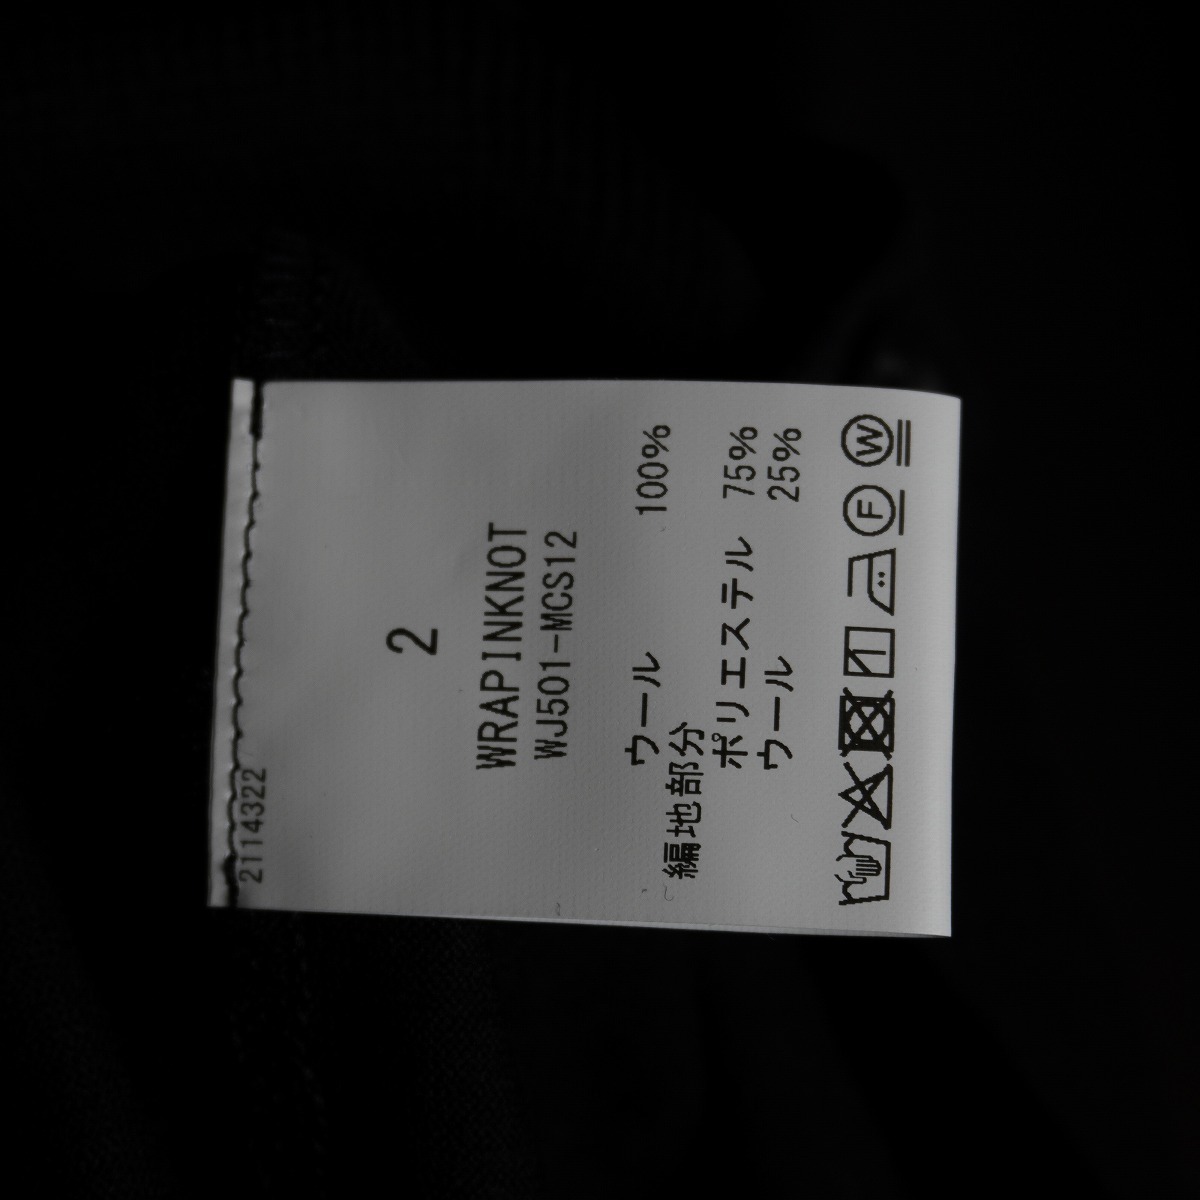 2114322
2
WRAPINKNOT
WJ501-MCS12
ウール 100%
編地部分
ポリエステル 75%
ウール 25%
F W